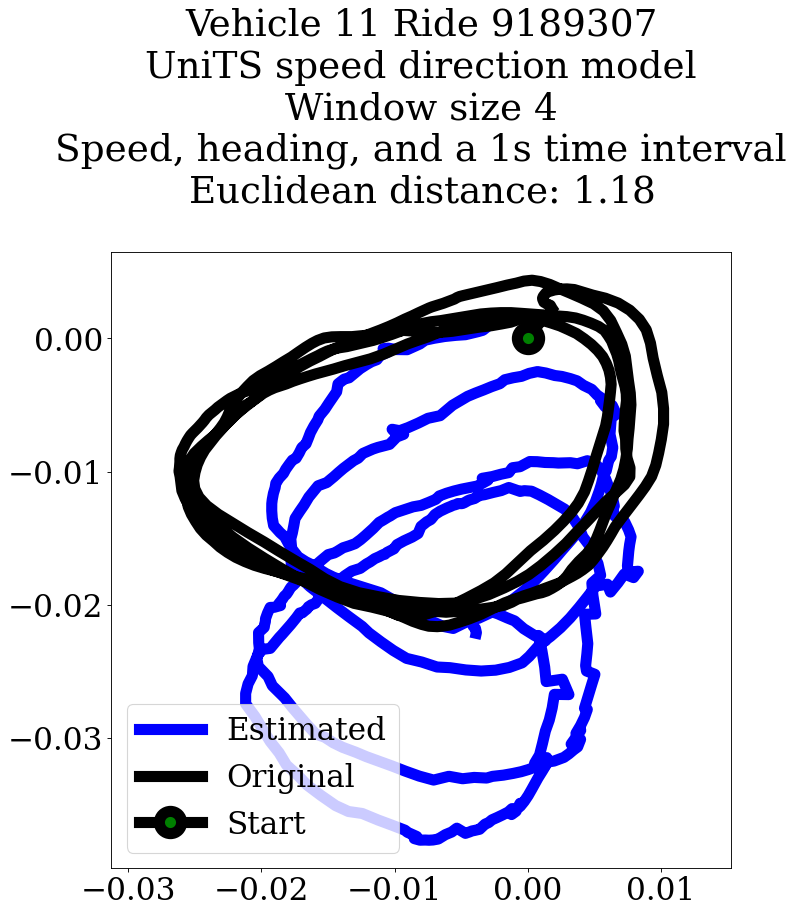 Vehicle 11 Ride 9189307
UniTS speed direction model
Window size 4
Speed, heading, and a 1s time interval
Euclidean distance: 1.18
0.00
−0.01
−0.02
−0.03
Estimated
Original
Start
−0.03
−0.02
−0.01
0.00
0.01